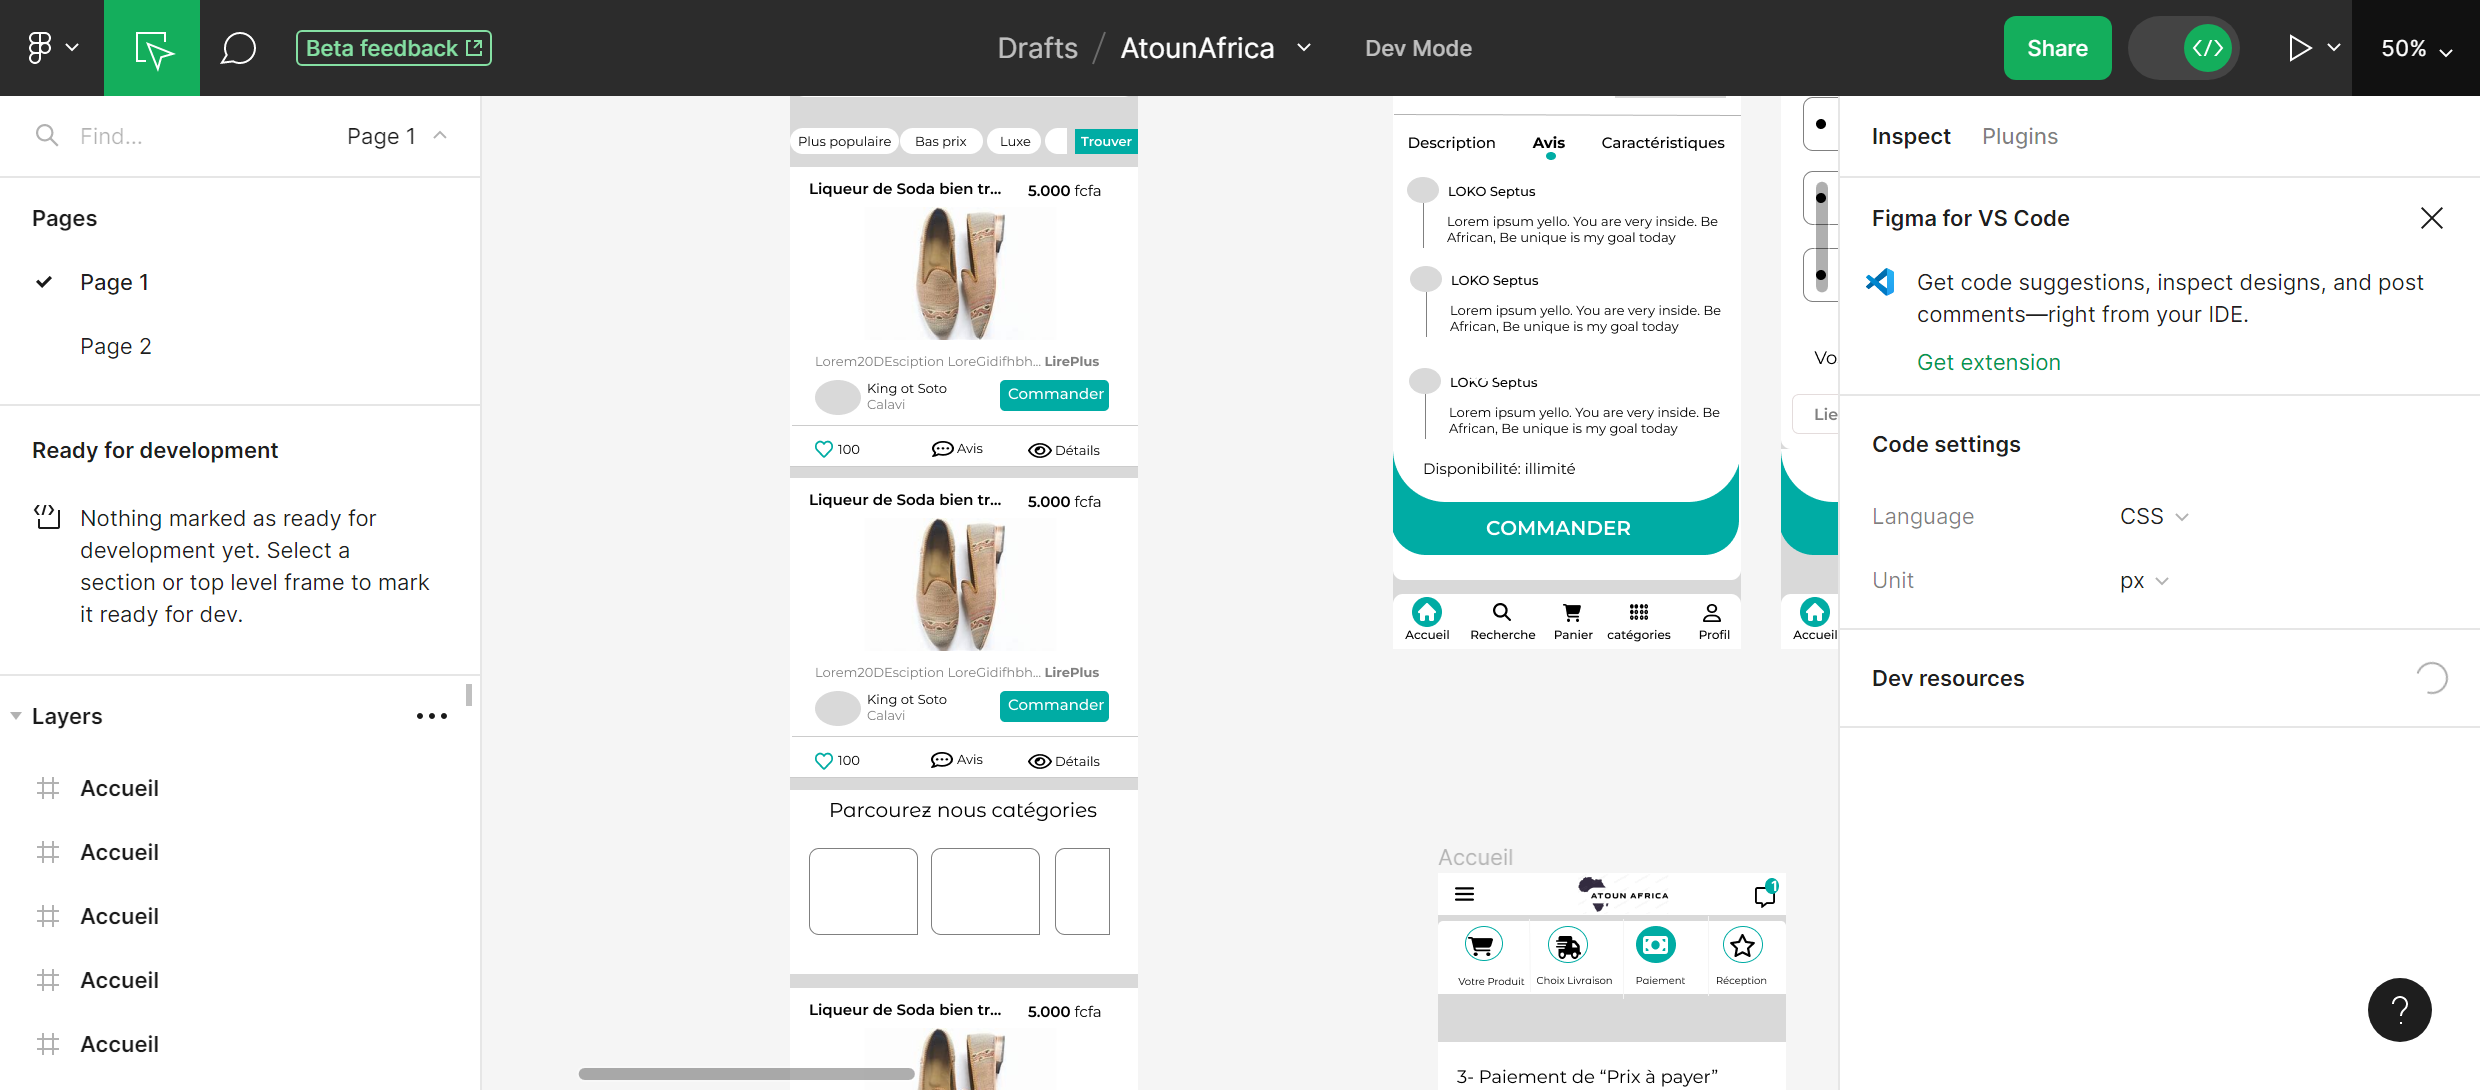 Beta feedback
Drafts / AtounAfrica
Dev Mode
Share
50%
Find...
Page 1
Pages
Page 1
Page 2
Ready for development
Nothing marked as ready for
development yet. Select a
section or top level frame to mark
it ready for dev.
Layers
Accueil
Accueil
Accueil
Accueil
Accueil
Plus populaire
Bas prix
Luxe
Trouver
Liqueur de Soda bien tr...
5.000 fcfa
Lorem20DEsciption LoreGidifhbh... LirePlus
King ot Soto
Calavi
Commander
100
Avis
Détails
Liqueur de Soda bien tr...
5.000 fcfa
Lorem20DEsciption LoreGidifhbh... LirePlus
King ot Soto
Calavi
Commander
100
Avis
Détails
Parcourez nous catégories
Liqueur de Soda bien tr...
5.000 fcfa
Description
Avis
Caractéristiques
LOKO Septus
Lorem ipsum yello. You are very inside. Be
African, Be unique is my goal today
LOKO Septus
Lorem ipsum yello. You are very inside. Be
African, Be unique is my goal today
LOKO Septus
Lorem ipsum yello. You are very inside. Be
African, Be unique is my goal today
Disponibilité: illimité
COMMANDER
Accueil
Recherche
Panier
catégories
Profil
Vo
Lie
Accueil
Accueil
ATOUN AFRICA
1
Votre Produit
Choix Livraison
Paiement
Réception
3- Paiement de “Prix à payer”
Inspect
Plugins
Figma for VS Code
Get code suggestions, inspect designs, and post
comments—right from your IDE.
Get extension
Code settings
Language
CSS
Unit
px
Dev resources
?